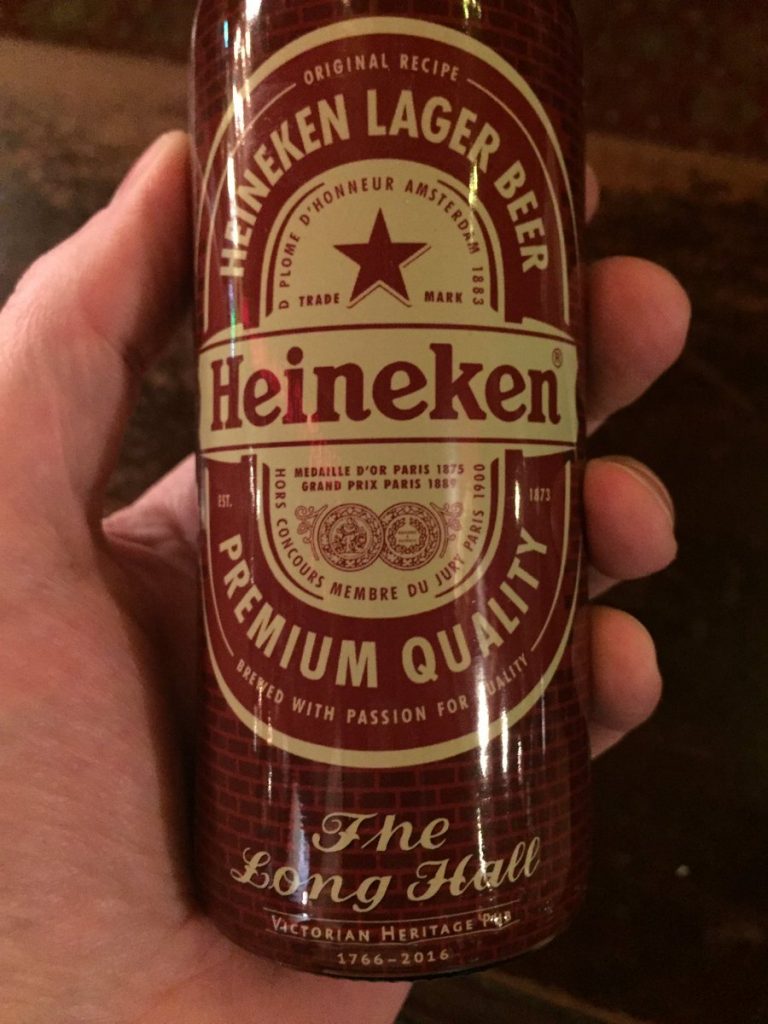 ORIGINAL RECIPE
HEINEKEN LAGER BEER
D PLOME D'HONNEUR AMSTERDAM 1883
TRADE MARK
Heineken®
MEDAILLE D'OR PARIS 1875
GRAND PRIX PARIS 1889
HORS CONCOURS MEMBRE DU JURY PARIS 1900
EST. 1873
PREMIUM QUALITY
BREWED WITH PASSION FOR QUALITY
The
Long Hall
VICTORIAN HERITAGE PUB
1766-2016